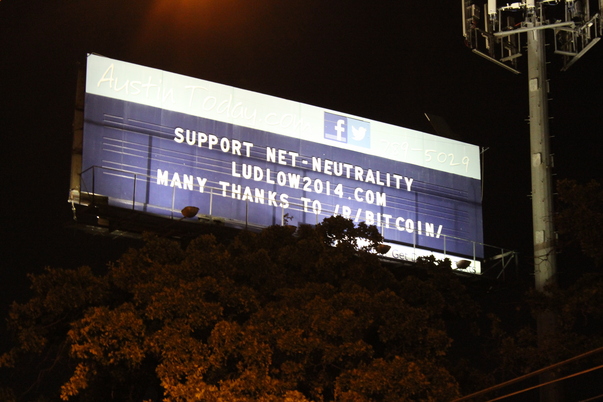 Austin Today.com
SUPPORT NET-NEUTRALITY
LUDLOW2014.COM
MANY THANKS TO /R/BITCOIN/